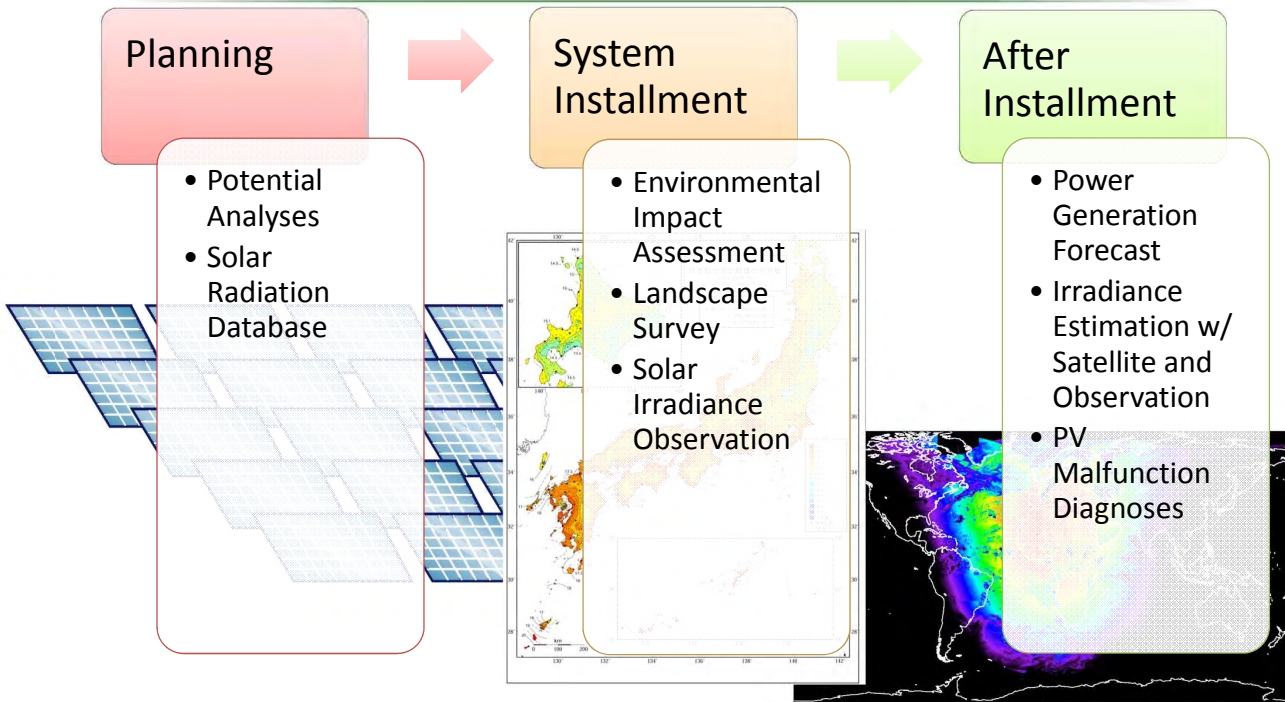 Planning
System
Installment
After
Installment
• Potential
Analyses
• Solar
Radiation
Database
• Environmental
Impact
Assessment
• Landscape
Survey
• Solar
Irradiance
Observation
• Power
Generation
Forecast
• Irradiance
Estimation w/
Satellite and
Observation
• PV
Malfunction
Diagnoses